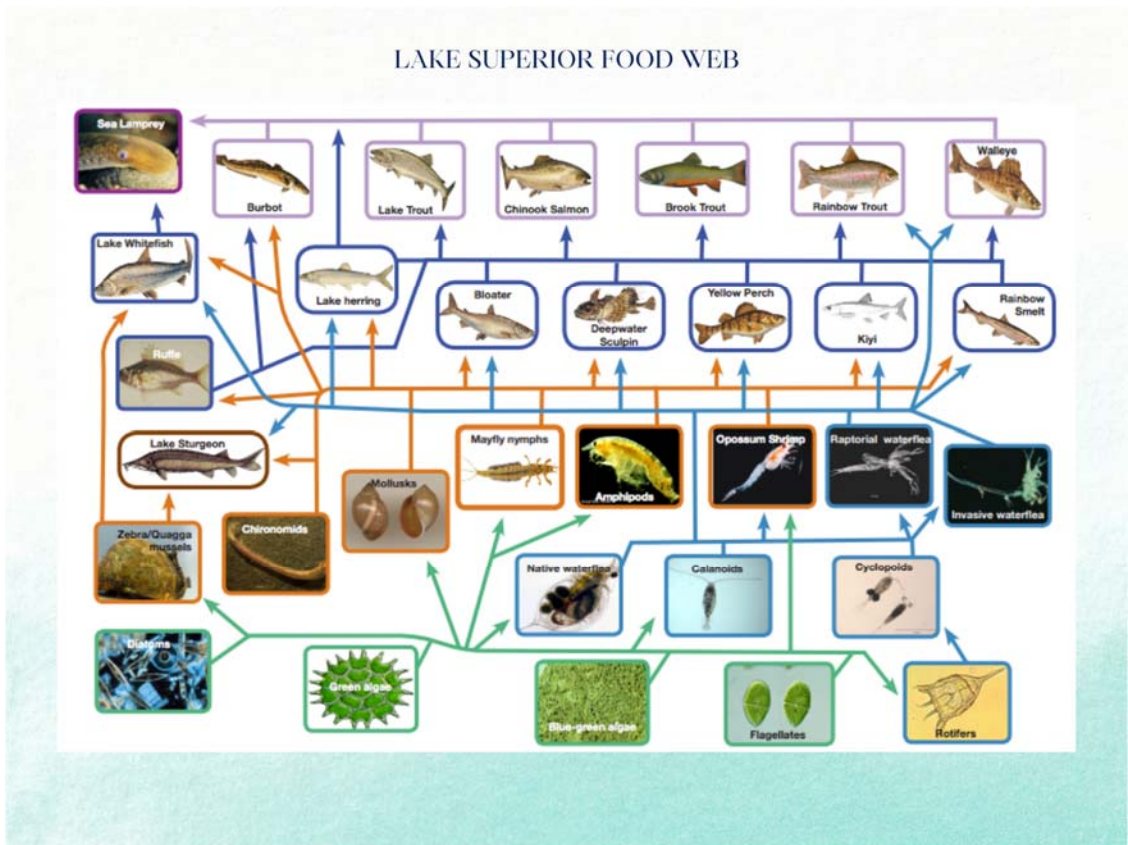 LAKE SUPERIOR FOOD WEB
Sea Lamprey
Burbot
Lake Trout
Chinook Salmon
Brook Trout
Rainbow Trout
Walleye
Lake Whitefish
Lake herring
Bloater
Deepwater
Sculpin
Yellow Perch
Kiyi
Rainbow
Smelt
Ruffe
Lake Sturgeon
Mollusks
Mayfly nymphs
Amphipods
Opossum Shrimp
Raptorial waterflea
Invasive waterflea
Zebra/Quagga
mussels
Chironomids
Native waterflea
Calanoids
Cyclopoids
Diatoms
Green algae
Blue-green algae
Flagellates
Rotifers